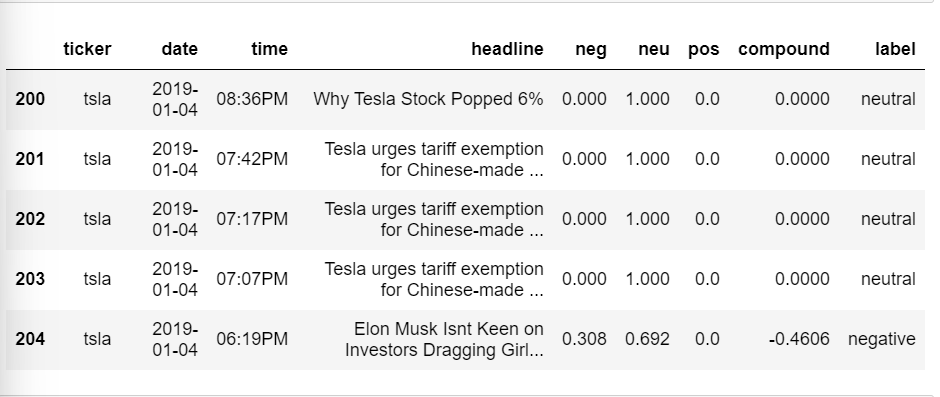 ticker date time headline neg neu pos compound label
200 tsla 2019-01-04 08:36PM Why Tesla Stock Popped 6% 0.000 1.000 0.0 0.0000 neutral
201 tsla 2019-01-04 07:42PM Tesla urges tariff exemption for Chinese-made ... 0.000 1.000 0.0 0.0000 neutral
202 tsla 2019-01-04 07:17PM Tesla urges tariff exemption for Chinese-made ... 0.000 1.000 0.0 0.0000 neutral
203 tsla 2019-01-04 07:07PM Tesla urges tariff exemption for Chinese-made ... 0.000 1.000 0.0 0.0000 neutral
204 tsla 2019-01-04 06:19PM Elon Musk Isnt Keen on Investors Dragging Girl... 0.308 0.692 0.0 -0.4606 negative